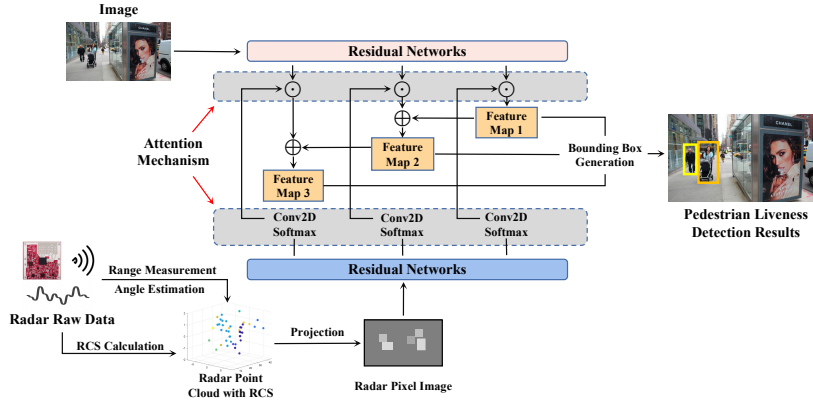 Image
Residual Networks
Attention
Mechanism
Feature
Map 1
Feature
Map 2
Feature
Map 3
Bounding Box
Generation
CHANEL
Pedestrian Liveness
Detection Results
Conv2D
Softmax
Conv2D
Softmax
Conv2D
Softmax
Residual Networks
Range Measurement
Angle Estimation
Radar Raw Data
RCS Calculation
Projection
Radar Point
Cloud with RCS
Radar Pixel Image